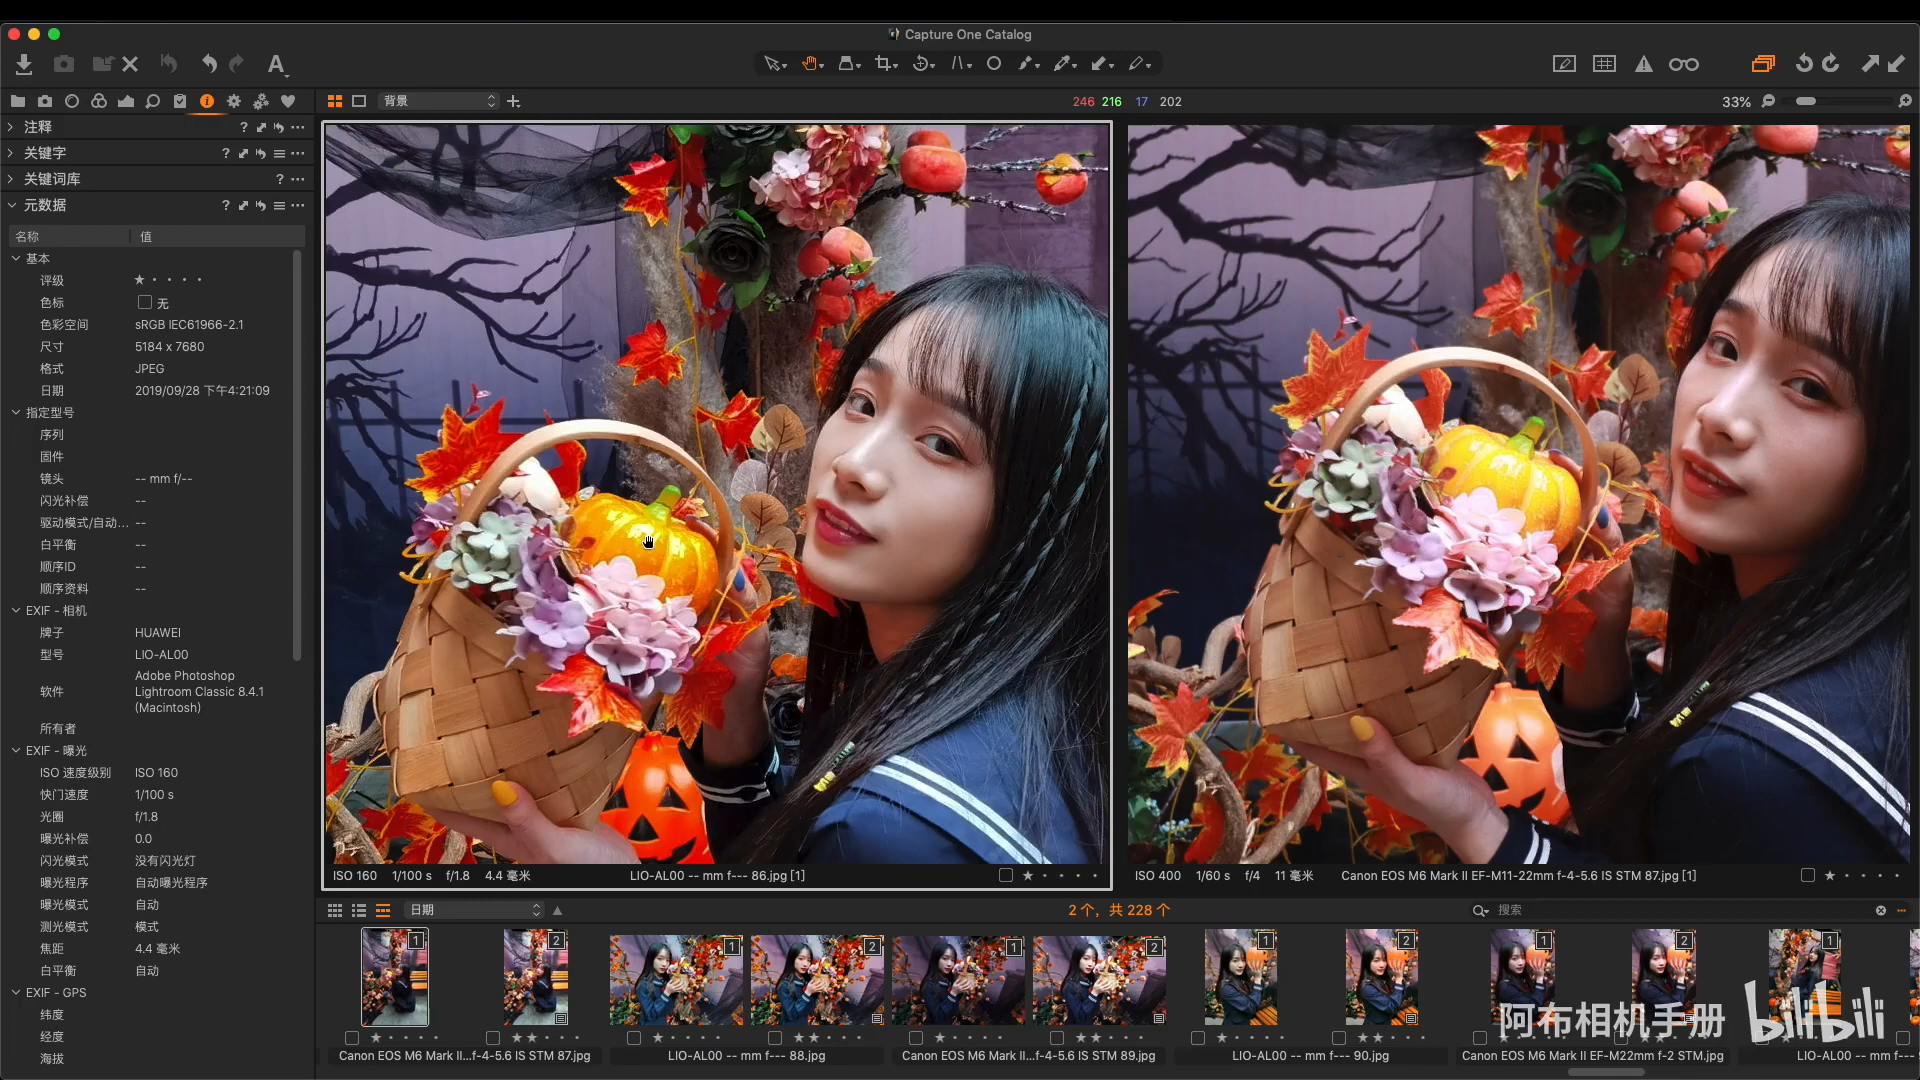 Capture One Catalog
A
背景
246 216 17 202
33%
注释
关键字
关键词库
元数据
名称 值
基本
评级
色标 无
色彩空间 sRGB IEC61966-2.1
尺寸 5184 x 7680
格式 JPEG
日期 2019/09/28 下午4:21:09
指定型号
序列
固件
镜头 -- mm f/--
闪光补偿 --
驱动模式/自动... --
白平衡 --
顺序ID --
顺序资料 --
EXIF - 相机
牌子 HUAWEI
型号 LIO-AL00
软件 Adobe Photoshop
Lightroom Classic 8.4.1
(Macintosh)
所有者
EXIF - 曝光
ISO 速度级别 ISO 160
快门速度 1/100 s
光圈 f/1.8
曝光补偿 0.0
闪光模式 没有闪光灯
曝光程序 自动曝光程序
曝光模式 自动
测光模式 模式
焦距 4.4 毫米
白平衡 自动
EXIF - GPS
纬度
经度
海拔
ISO 160 1/100 s f/1.8 4.4 毫米 LIO-AL00 -- mm f--- 86.jpg [1]
ISO 400 1/60 s f/4 11 毫米 Canon EOS M6 Mark II EF-M11-22mm f-4-5.6 IS STM 87.jpg [1]
日期
2 个，共 228 个
搜索
1 2 1 2 1 2 1 2 1 2 1
Canon EOS M6 Mark II...f-4-5.6 IS STM 87.jpg
LIO-AL00 -- mm f--- 88.jpg
Canon EOS M6 Mark II...f-4-5.6 IS STM 89.jpg
LIO-AL00 -- mm f--- 90.jpg
Canon EOS M6 Mark II EF-M22mm f-2 STM.jpg
LIO-AL00 -- mm f---
阿布相机手册 bilibili